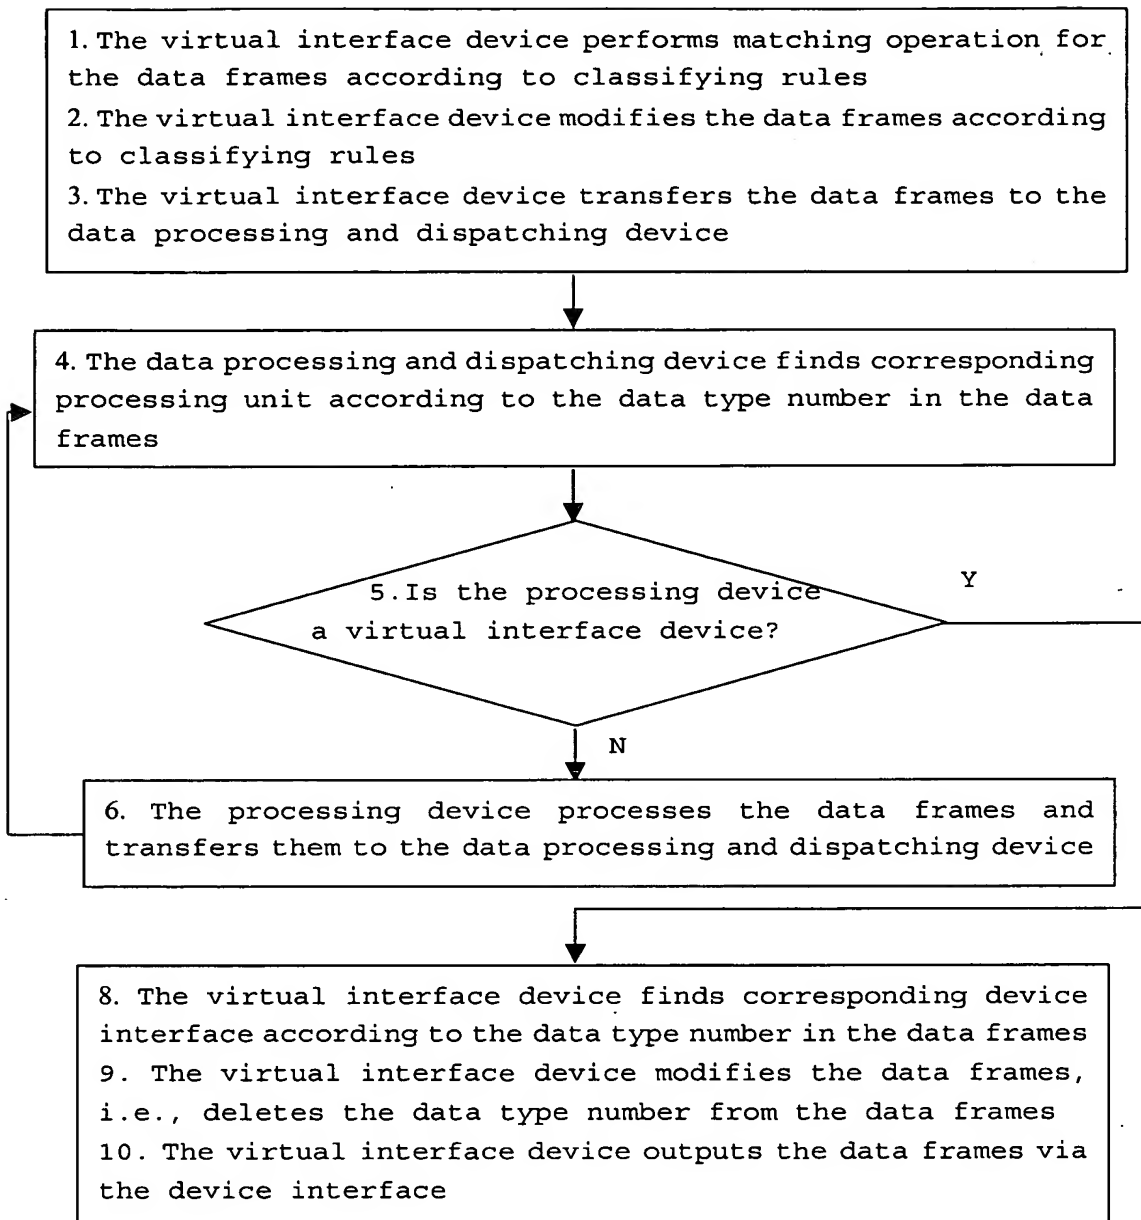 1. The virtual interface device performs matching operation for
the data frames according to classifying rules
2. The virtual interface device modifies the data frames according
to classifying rules
3. The virtual interface device transfers the data frames to the
data processing and dispatching device
4. The data processing and dispatching device finds corresponding
processing unit according to the data type number in the data
frames
5.Is the processing device
a virtual interface device?
Y
N
6. The processing device processes the data frames and
transfers them to the data processing and dispatching device
8. The virtual interface device finds corresponding device
interface according to the data type number in the data frames
9. The virtual interface device modifies the data frames,
i.e., deletes the data type number from the data frames
10. The virtual interface device outputs the data frames via
the device interface